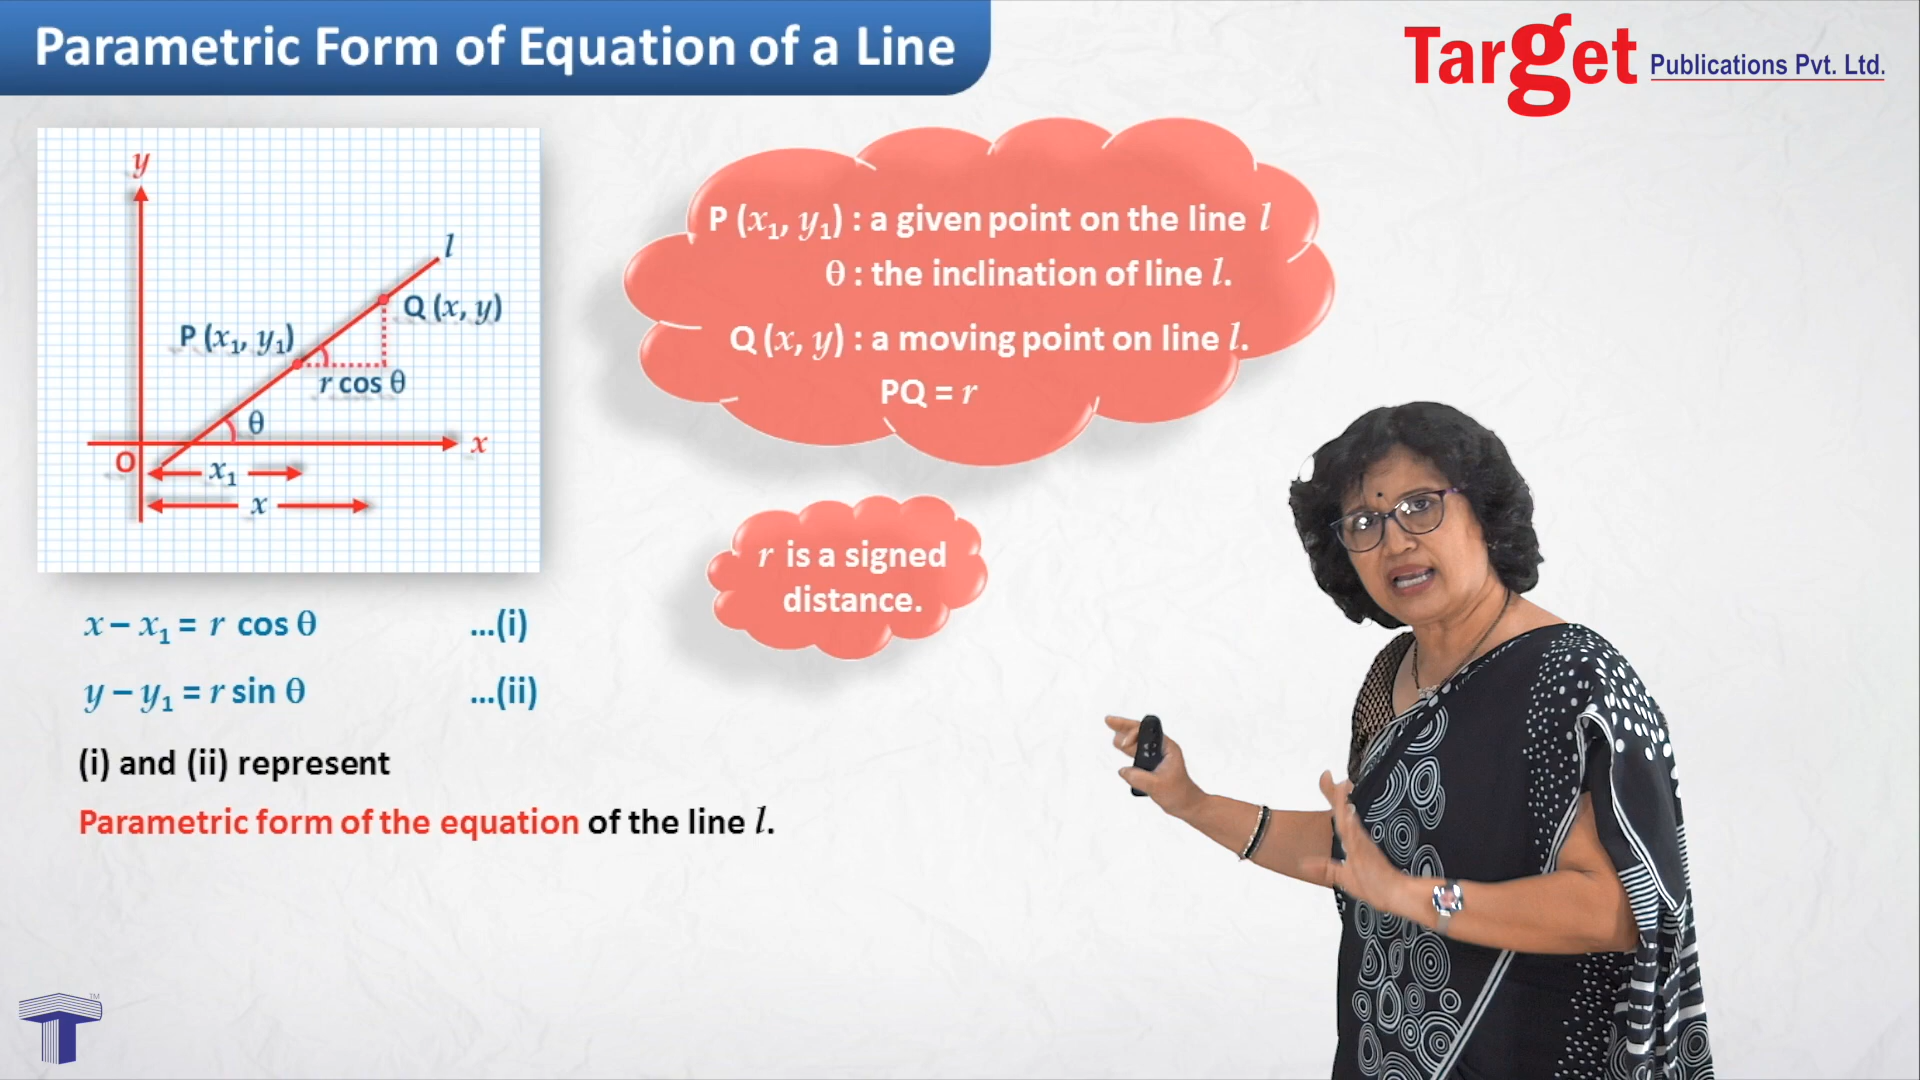 Parametric Form of Equation of a Line
Target Publications Pvt. Ltd.
y
l
Q (x, y)
P (x₁, y₁)
r cos θ
θ
x
O
x₁
x
P (x₁, y₁) : a given point on the line l
θ : the inclination of line l.
Q (x, y) : a moving point on line l.
PQ = r
r is a signed
distance.
x – x₁ = r cos θ ...(i)
y – y₁ = r sin θ ...(ii)
(i) and (ii) represent
Parametric form of the equation of the line l.
T
TM